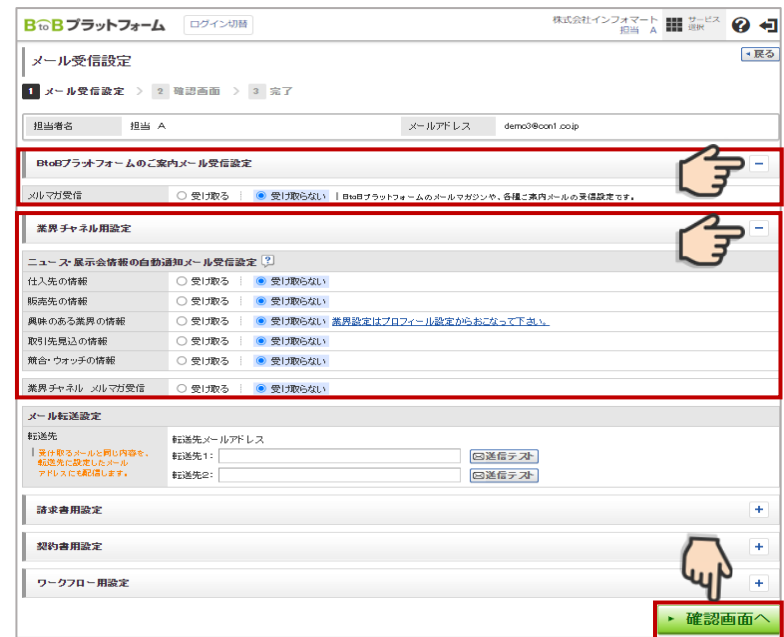 BtoBプラットフォーム ログイン切替 株式会社インフォマート 担当 A サービス選択
メール受信設定 戻る
1 メール受信設定 > 2 確認画面 > 3 完了
担当者名 担当 A メールアドレス demo3@con1.co.jp
BtoBプラットフォームのご案内メール受信設定
メルマガ受信 受け取る 受け取らない BtoBプラットフォームのメールマガジンや、各種ご案内メールの受信設定です。
業界チャネル用設定
ニュース・展示会情報の自動通知メール受信設定 ?
仕入先の情報 受け取る 受け取らない
販売先の情報 受け取る 受け取らない
興味のある業界の情報 受け取る 受け取らない 業界設定はプロフィール設定からおこなって下さい。
取引先見込の情報 受け取る 受け取らない
競合・ウォッチの情報 受け取る 受け取らない
業界チャネル メルマガ受信 受け取る 受け取らない
メール転送設定
転送先 転送先メールアドレス
受け取るメールと同じ内容を、
転送先に設定したメール
アドレスにも配信します。
転送先1: 送信テスト
転送先2: 送信テスト
請求書用設定
契約書用設定
ワークフロー用設定
確認画面へ